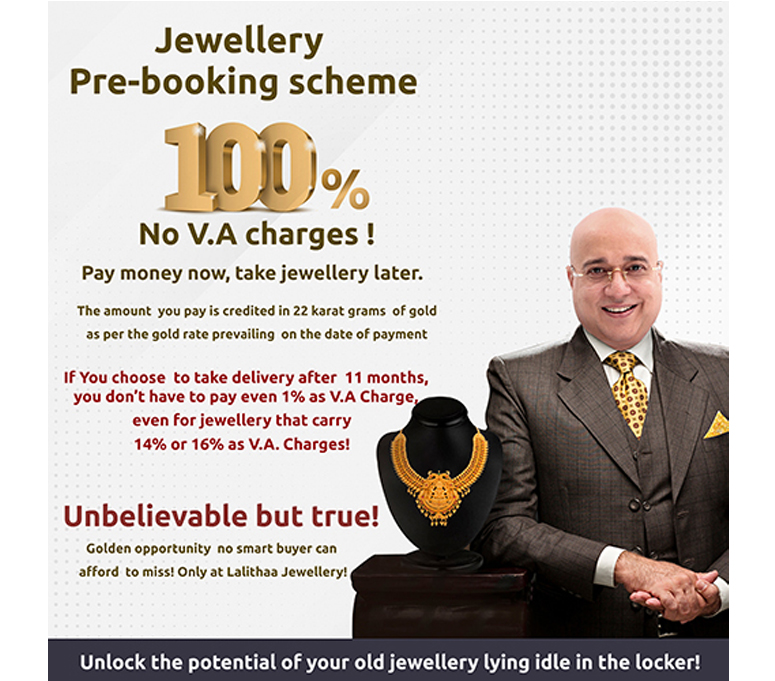 Jewellery
Pre-booking scheme
100%
No V.A charges !
Pay money now, take jewellery later.
The amount you pay is credited in 22 karat grams of gold
as per the gold rate prevailing on the date of payment
If You choose to take delivery after 11 months,
you don't have to pay even 1% as V.A Charge,
even for jewellery that carry
14% or 16% as V.A. Charges!
Unbelievable but true!
Golden opportunity no smart buyer can
afford to miss! Only at Lalithaa Jewellery!
Unlock the potential of your old jewellery lying idle in the locker!